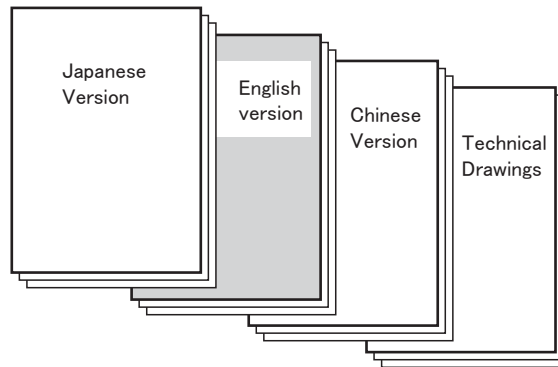 Japanese
Version
English
version
Chinese
Version
Technical
Drawings